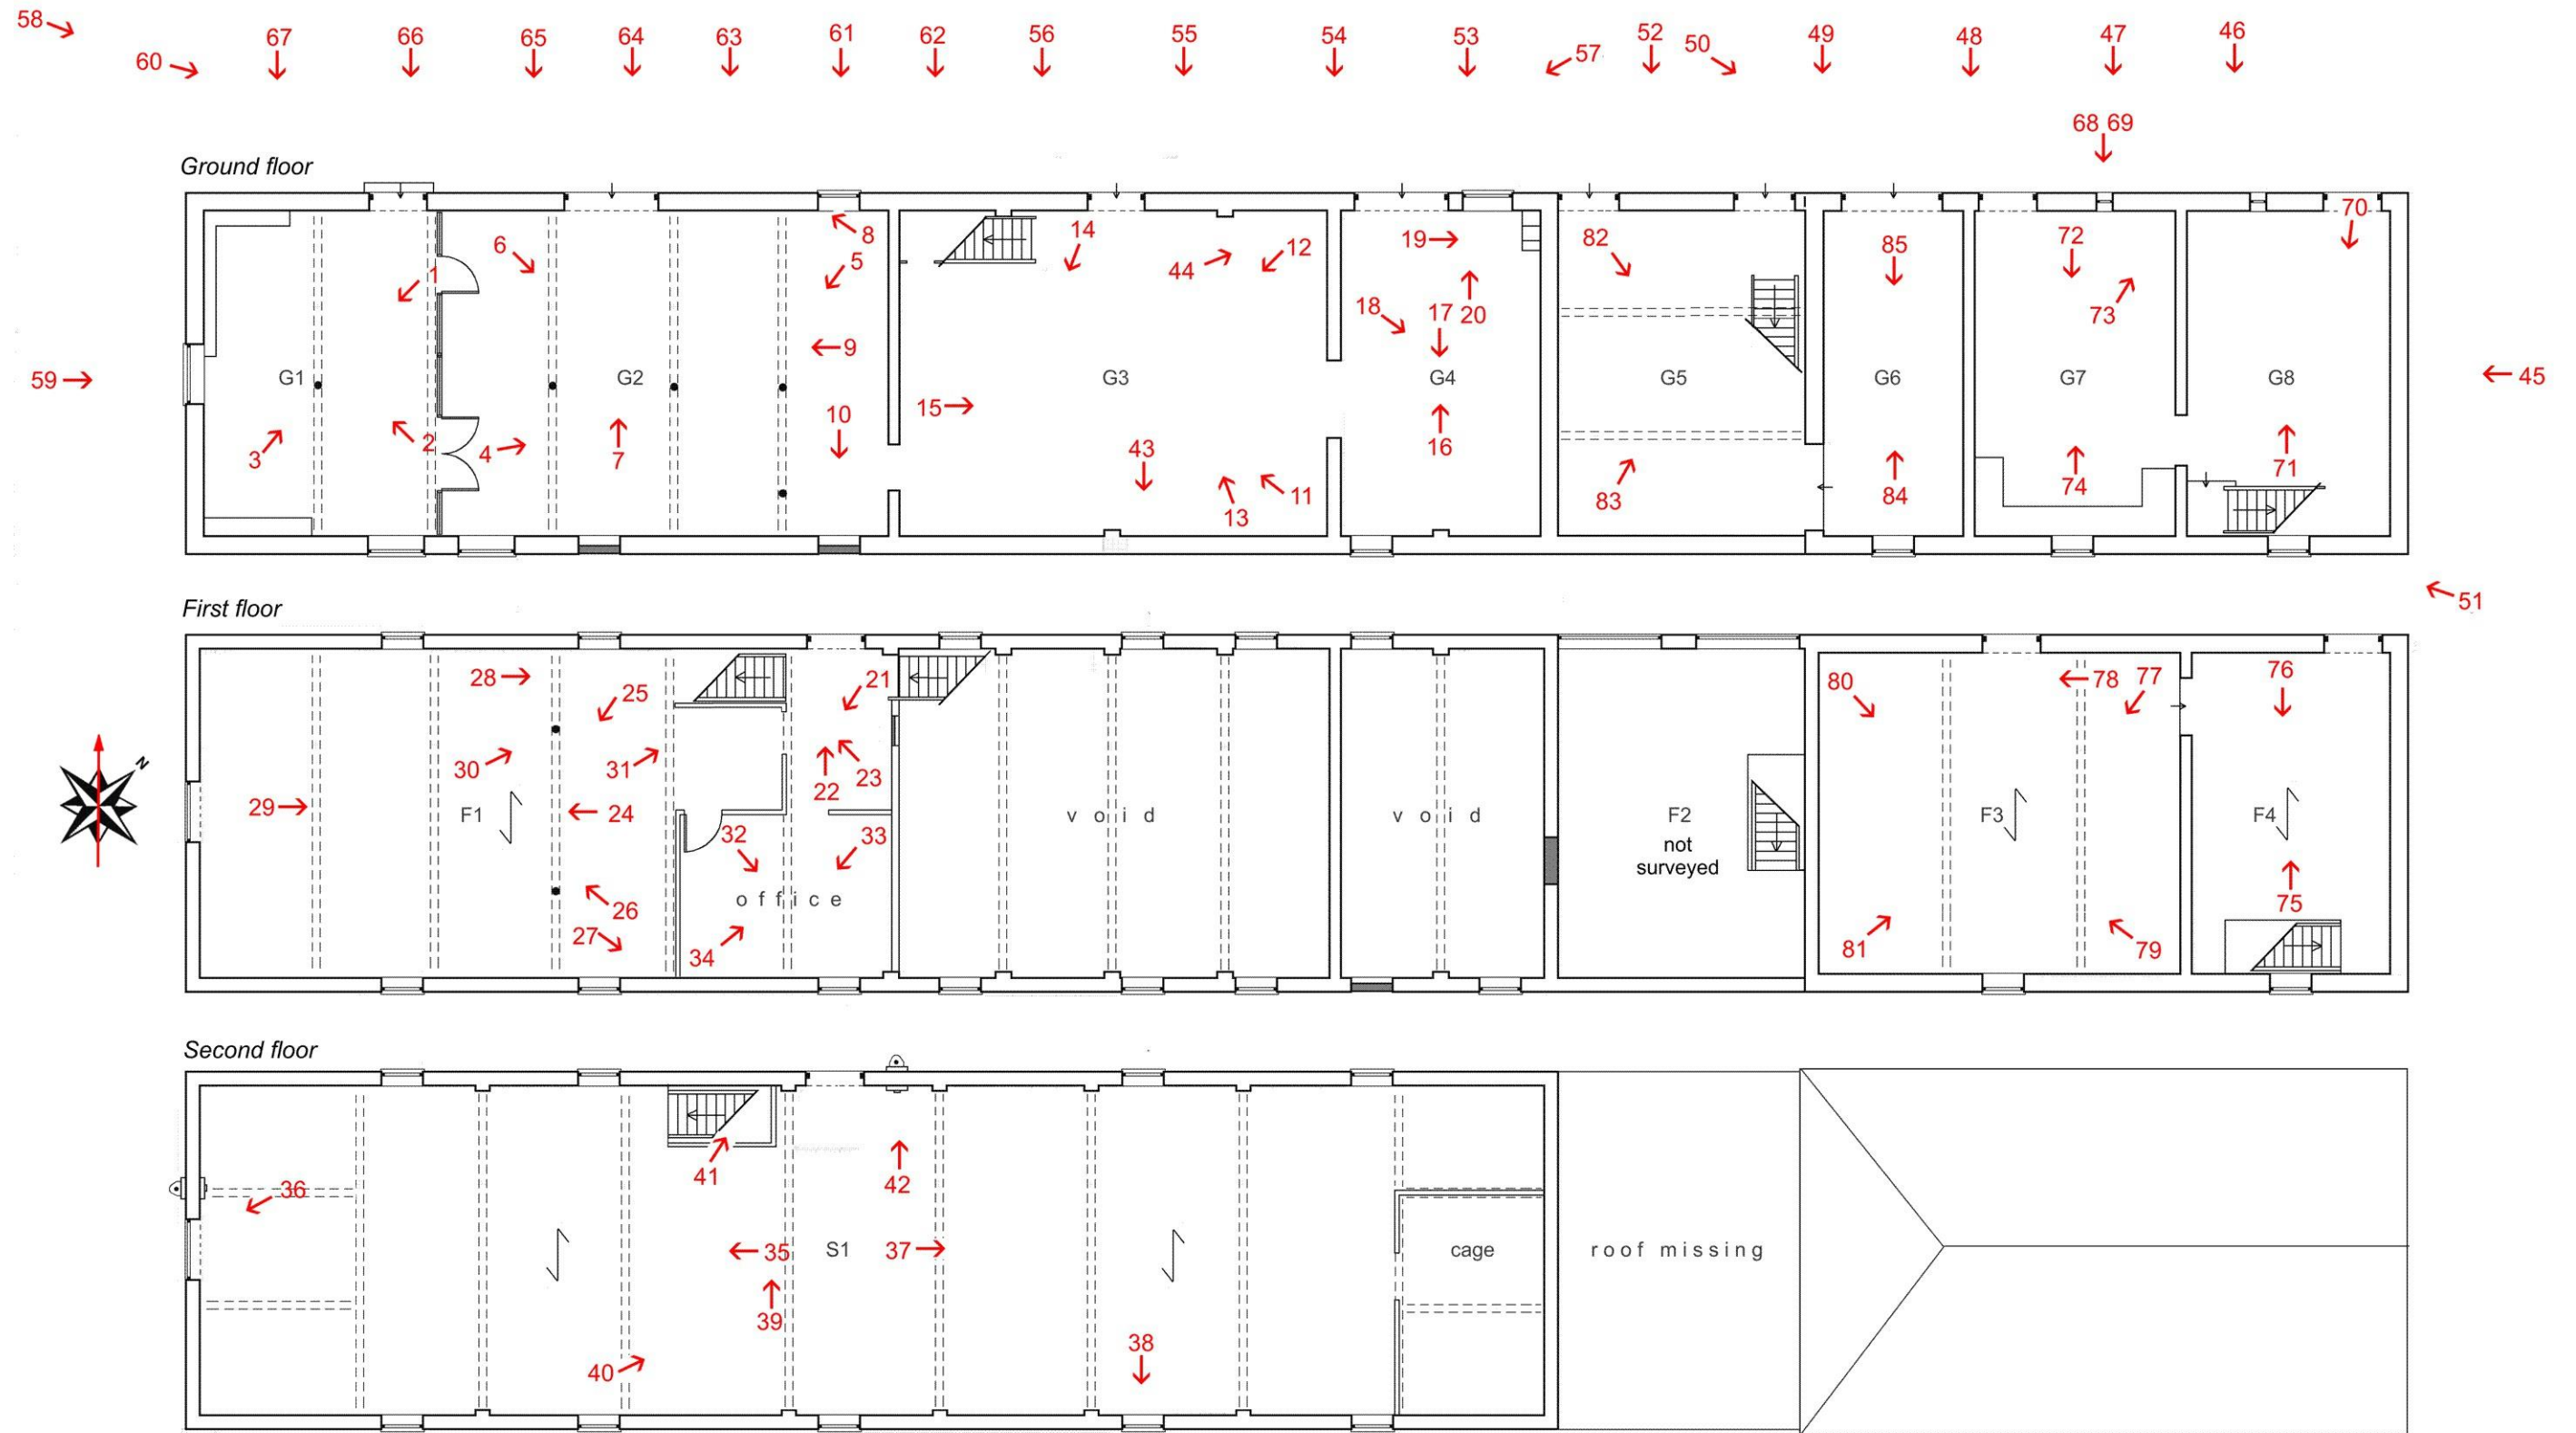 58 67 66 65 64 63 61 62 56 55 54 53 57 52 50 49 48 47 46
60
68 69
Ground floor
70
14 8 82 72
6 5 44 12 19 85
1
18 17 20 73
9
59 G1 G2 G3 G4 G5 G6 G7 G8 45
10 15
3 2 4 7 43 16 71
13 11 83 84 74
51
First floor
28 25 21 80 78 77 76
30 31 22 23
N
29 F1 24 void void F2 F3 F4
32 33 not
surveyed
26 office 75
27 34 81 79
Second floor
41 42
36
35 S1 37 cage roof missing
39
40 38